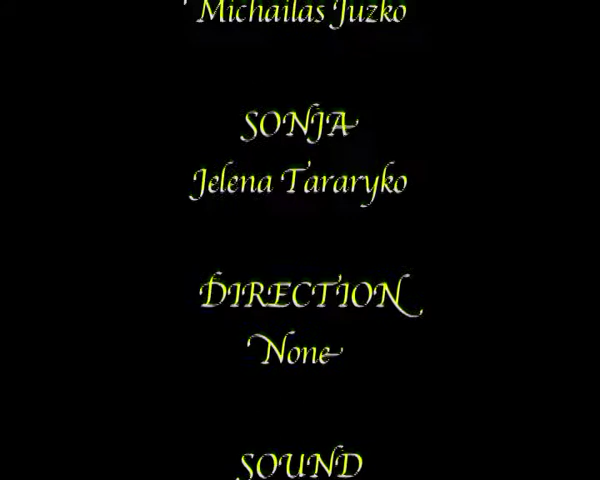 Michailas Juzko
SONJA
Jelena Tararyko
DIRECTION
None
SOUND